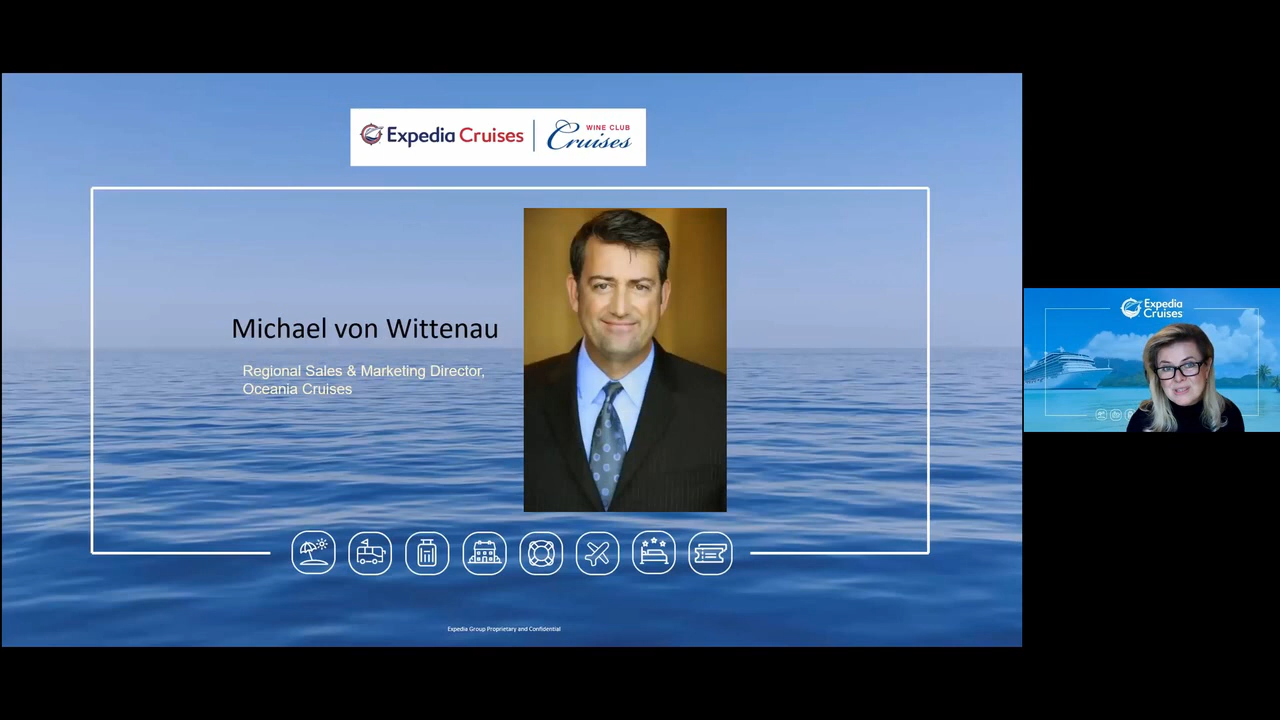 Expedia Cruises
WINE CLUB
Cruises
Michael von Wittenau
Regional Sales & Marketing Director,
Oceania Cruises
Expedia Group Proprietary and Confidential
Expedia
Cruises